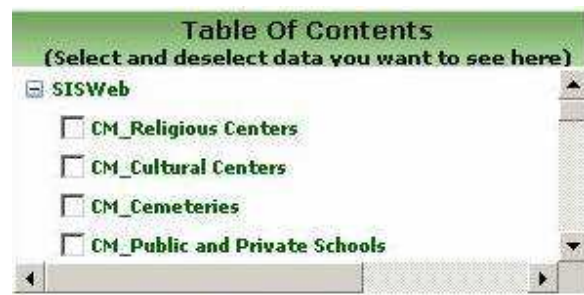 Table Of Contents
(Select and deselect data you want to see here)
SISWeb
CM_Religious Centers
CM_Cultural Centers
CM_Cemeteries
CM_Public and Private Schools